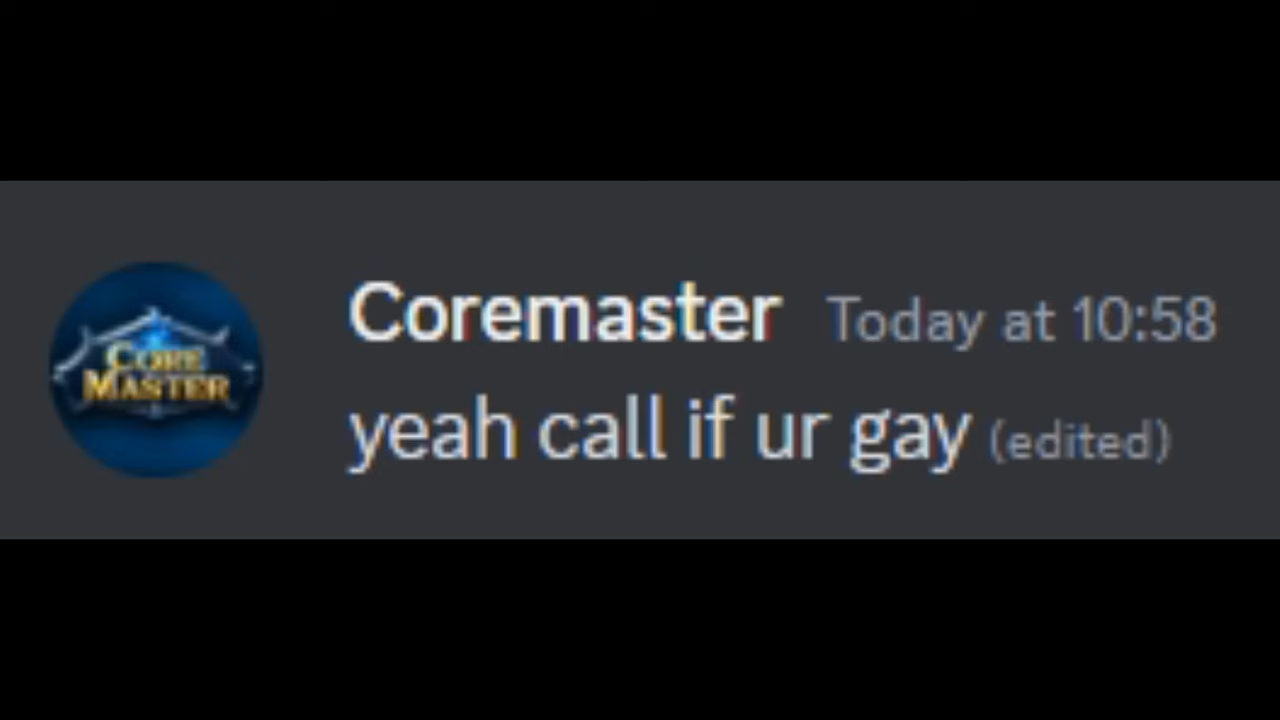 CORE
MASTER
Coremaster Today at 10:58
yeah call if ur gay (edited)